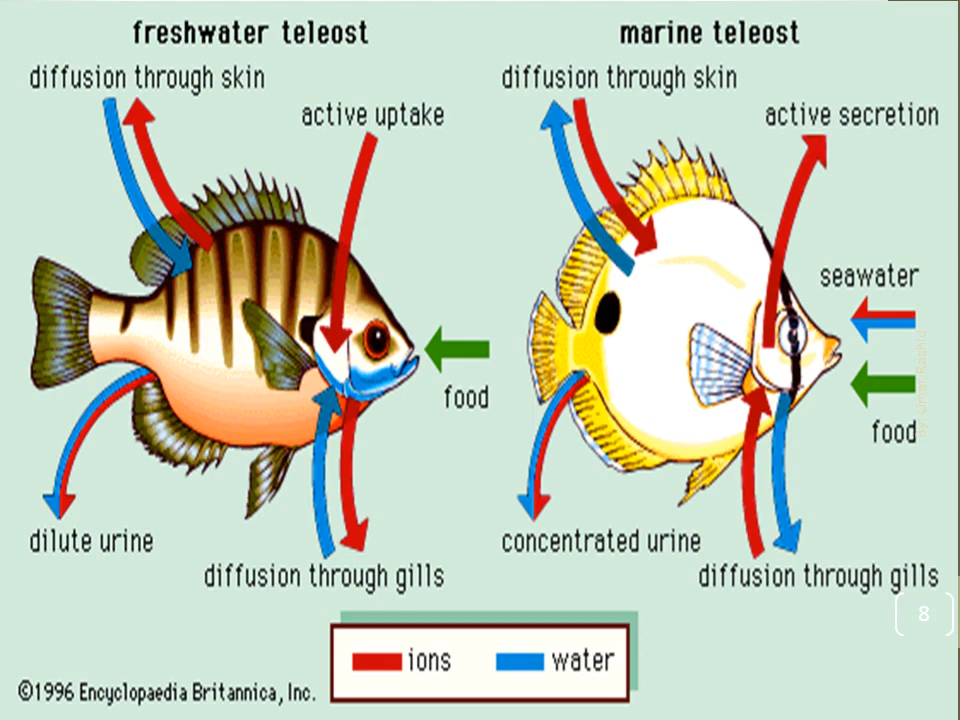 freshwater teleost
diffusion through skin
active uptake
food
dilute urine
diffusion through gills
marine teleost
diffusion through skin
active secretion
seawater
food
concentrated urine
diffusion through gills
8
ions
water
©1996 Encyclopaedia Britannica, Inc.